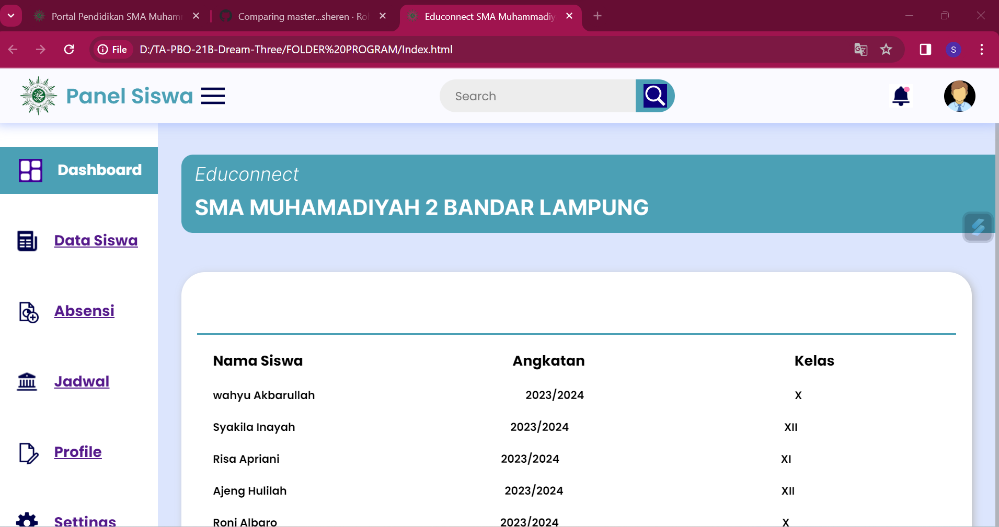 Portal Pendidikan SMA Muhamm
Comparing master...sheren · Rol
Educonnect SMA Muhammadiy
File
D:/TA-PBO-21B-Dream-Three/FOLDER%20PROGRAM/Index.html
S
Panel Siswa
Search
Dashboard
Data Siswa
Absensi
Jadwal
Profile
Settings
Educonnect
SMA MUHAMADIYAH 2 BANDAR LAMPUNG
Nama Siswa Angkatan Kelas
wahyu Akbarullah 2023/2024 X
Syakila Inayah 2023/2024 XII
Risa Apriani 2023/2024 XI
Ajeng Hulilah 2023/2024 XII
Roni Albaro 2023/2024 X